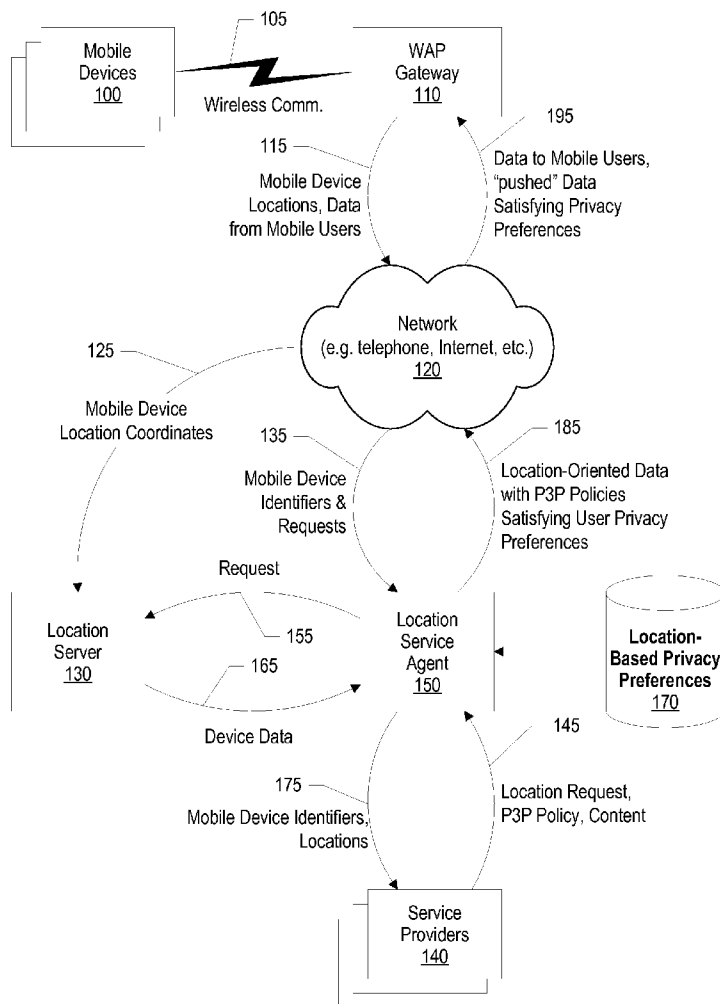 105
Mobile
Devices
100
WAP
Gateway
110
Wireless Comm.
115
195
Mobile Device
Locations, Data
from Mobile Users
Data to Mobile Users,
"pushed" Data
Satisfying Privacy
Preferences
Network
(e.g. telephone, Internet, etc.)
120
125
Mobile Device
Location Coordinates
135
185
Mobile Device
Identifiers &
Requests
Location-Oriented Data
with P3P Policies
Satisfying User Privacy
Preferences
Request
155
Location
Server
130
165
Device Data
Location
Service
Agent
150
Location-
Based Privacy
Preferences
170
145
175
Mobile Device Identifiers,
Locations
Location Request,
P3P Policy, Content
Service
Providers
140